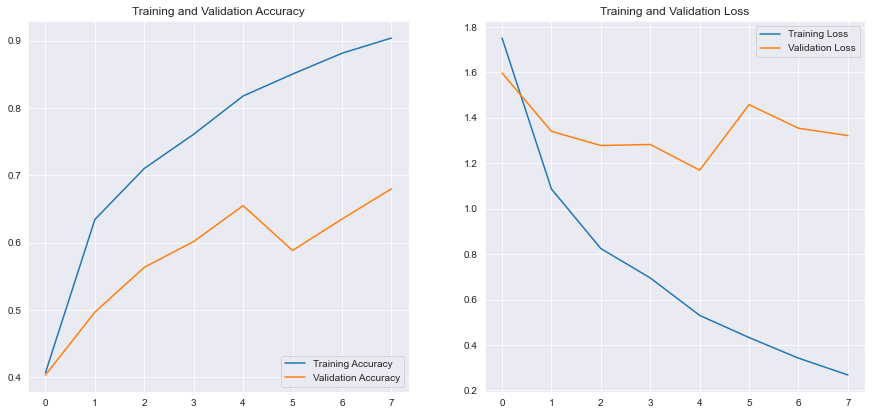 Training and Validation Accuracy
0.9
0.8
0.7
0.6
0.5
0.4
0 1 2 3 4 5 6 7
Training Accuracy
Validation Accuracy
Training and Validation Loss
1.8
1.6
1.4
1.2
1.0
0.8
0.6
0.4
0.2
0 1 2 3 4 5 6 7
Training Loss
Validation Loss